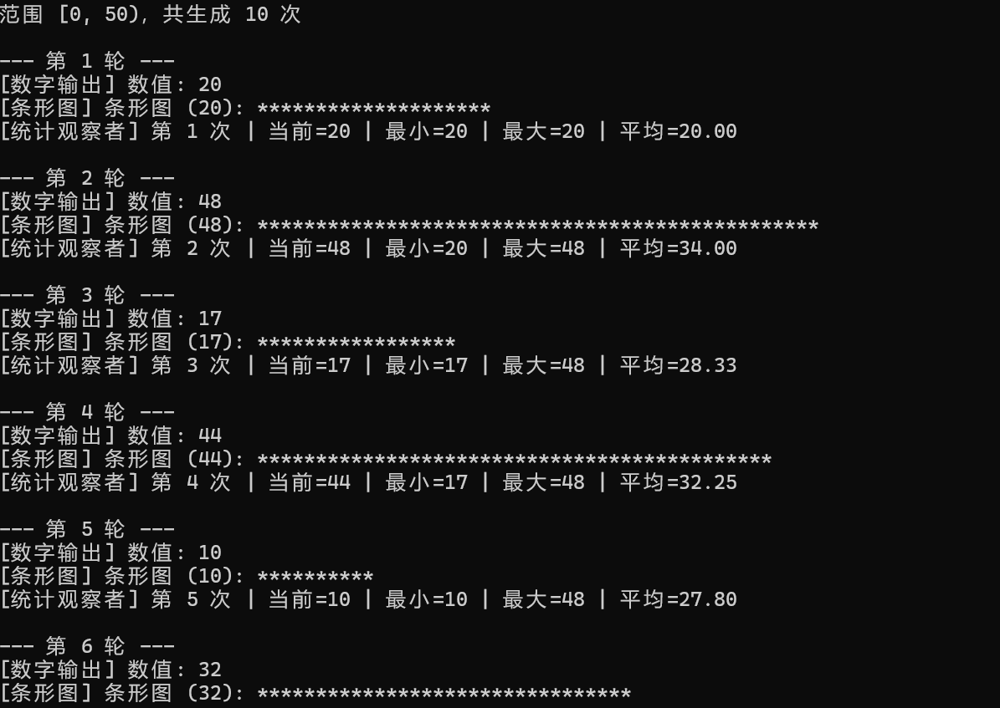 范围 [0, 50), 共生成 10 次
--- 第 1 轮 ---
[数字输出] 数值: 20
[条形图] 条形图 (20): ********************
[统计观察者] 第 1 次 | 当前=20 | 最小=20 | 最大=20 | 平均=20.00
--- 第 2 轮 ---
[数字输出] 数值: 48
[条形图] 条形图 (48): ************************************************
[统计观察者] 第 2 次 | 当前=48 | 最小=20 | 最大=48 | 平均=34.00
--- 第 3 轮 ---
[数字输出] 数值: 17
[条形图] 条形图 (17): *****************
[统计观察者] 第 3 次 | 当前=17 | 最小=17 | 最大=48 | 平均=28.33
--- 第 4 轮 ---
[数字输出] 数值: 44
[条形图] 条形图 (44): ********************************************
[统计观察者] 第 4 次 | 当前=44 | 最小=17 | 最大=48 | 平均=32.25
--- 第 5 轮 ---
[数字输出] 数值: 10
[条形图] 条形图 (10): **********
[统计观察者] 第 5 次 | 当前=10 | 最小=10 | 最大=48 | 平均=27.80
--- 第 6 轮 ---
[数字输出] 数值: 32
[条形图] 条形图 (32): ********************************